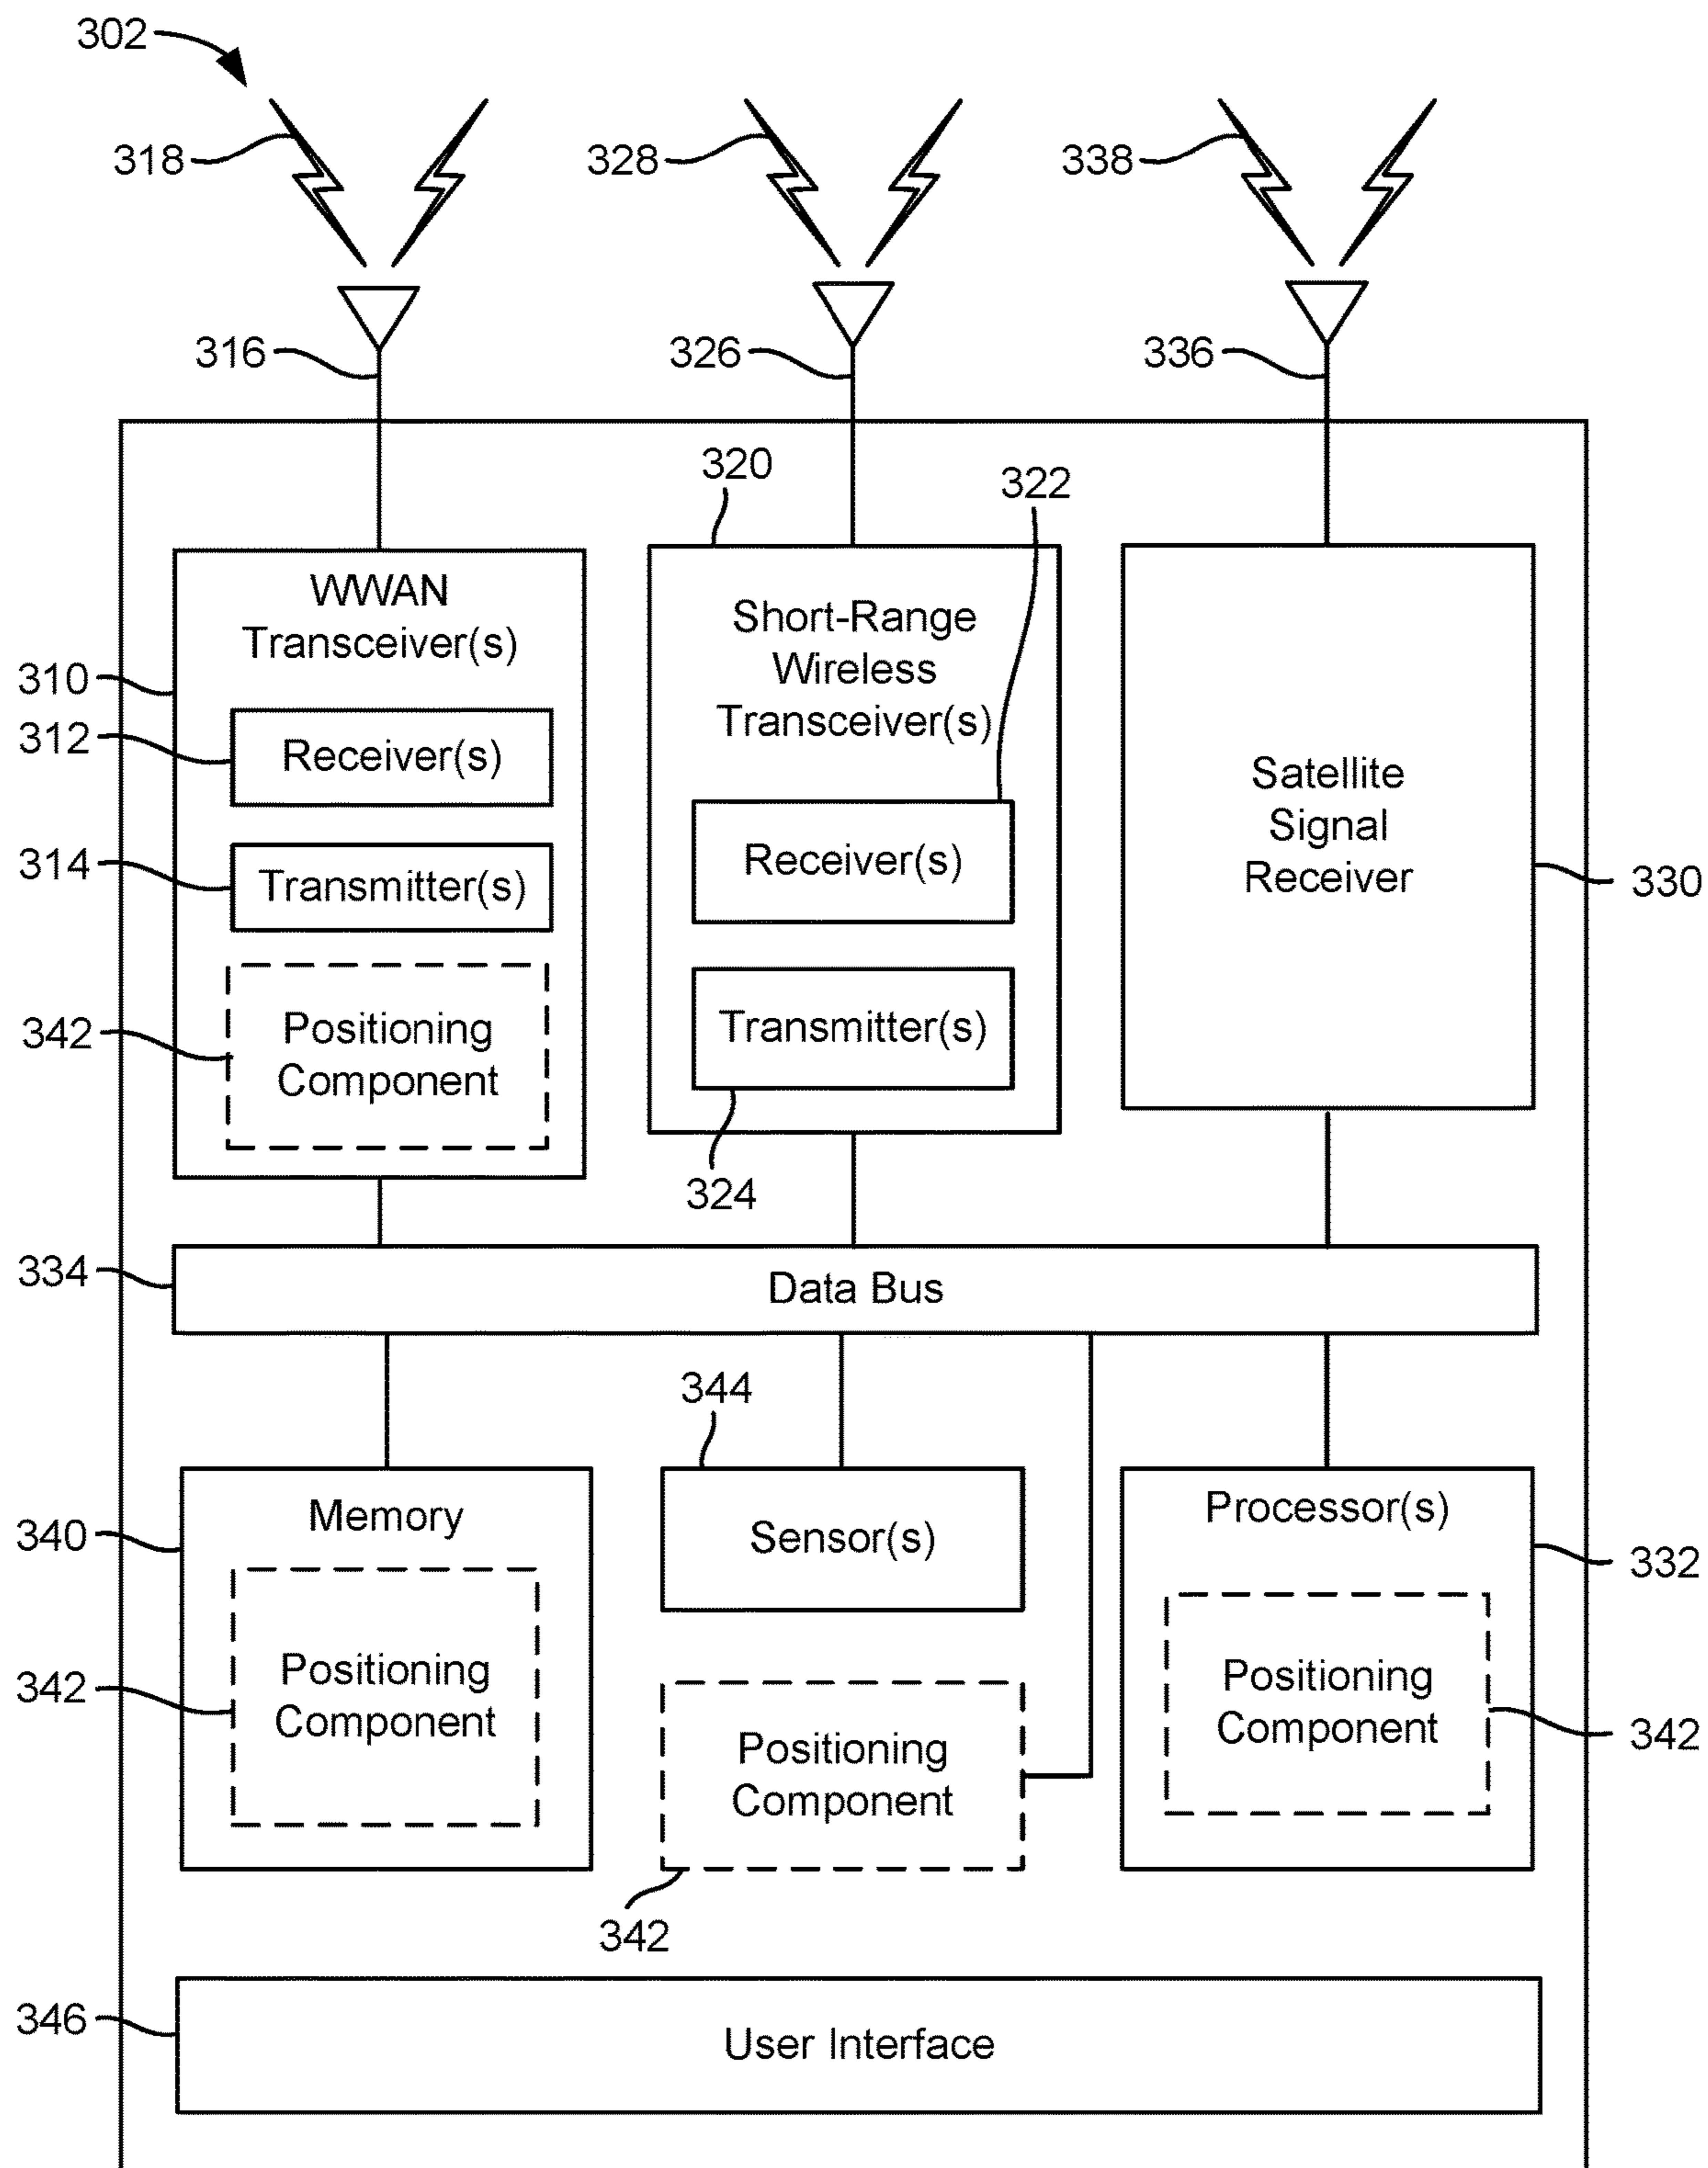 302
318
328
338
316
326
336
320
322
WWAN
Transceiver(s)
310
312
Receiver(s)
314
Transmitter(s)
342
Positioning
Component
Short-Range
Wireless
Transceiver(s)
Receiver(s)
Transmitter(s)
324
Satellite
Signal
Receiver
330
334
Data Bus
344
340
Memory
342
Positioning
Component
Sensor(s)
Positioning
Component
342
Processor(s)
332
Positioning
Component
342
346
User Interface